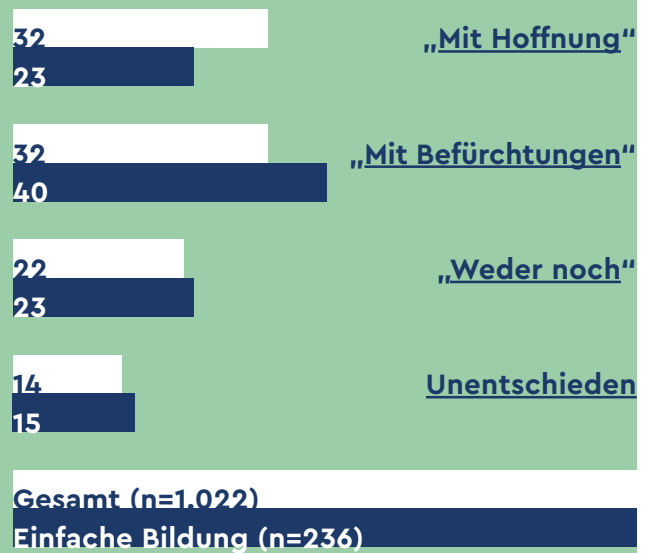 32 „Mit Hoffnung“
23
32 „Mit Befürchtungen“
40
22 „Weder noch“
23
14 Unentschieden
15
Gesamt (n=1.022)
Einfache Bildung (n=236)